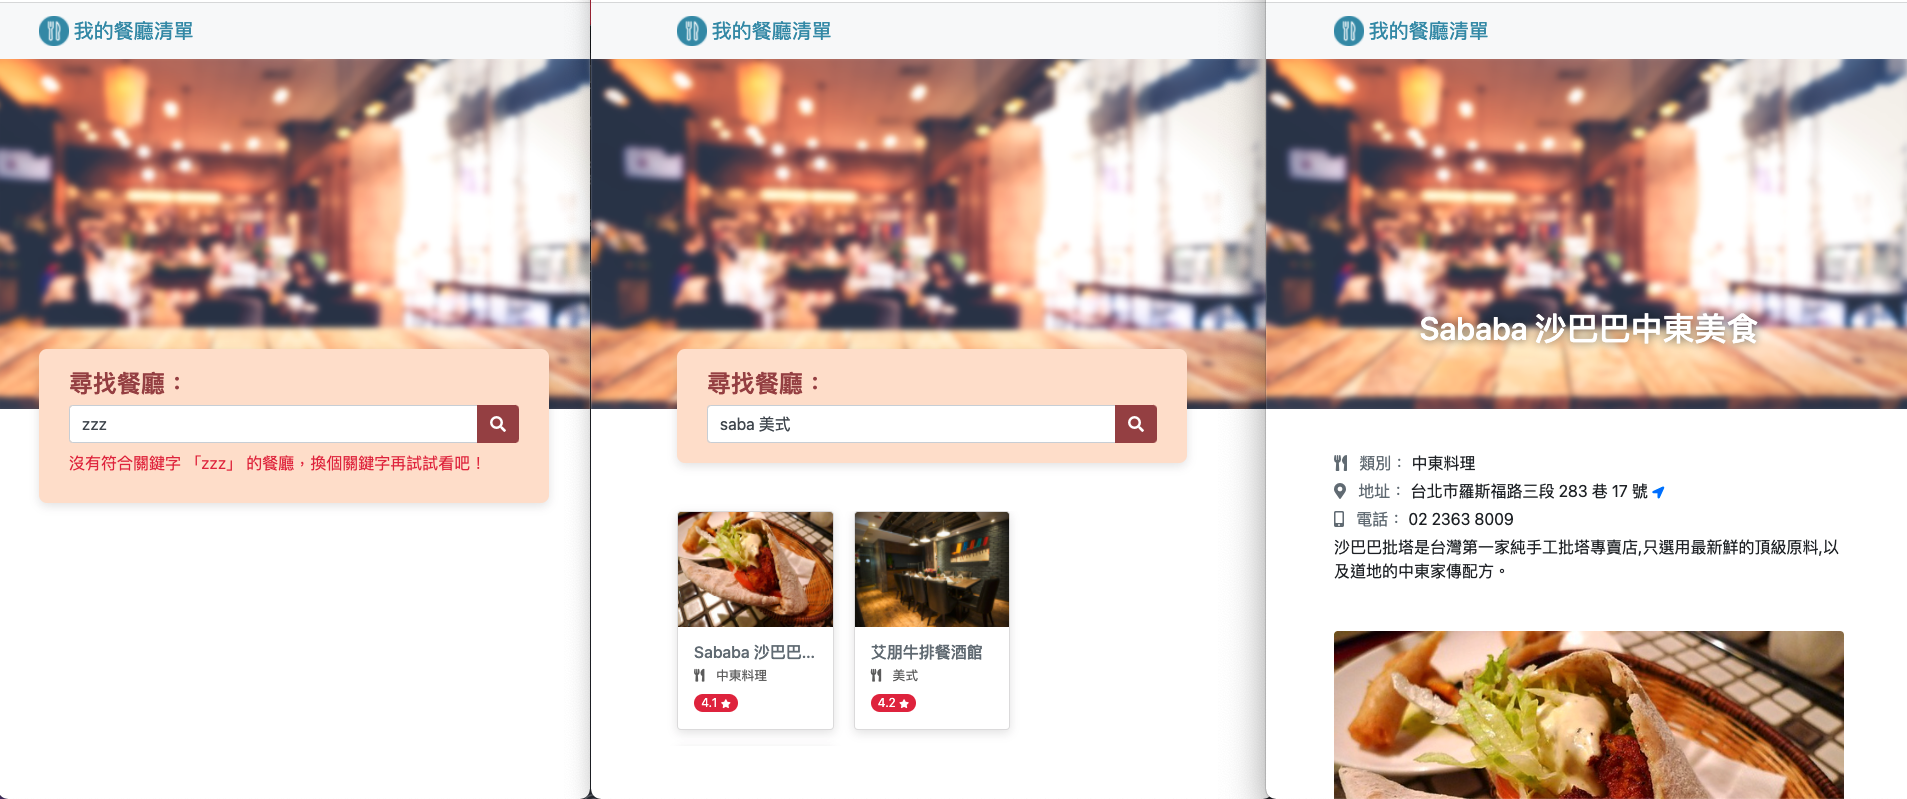 我的餐廳清單
尋找餐廳：
zzz
沒有符合關鍵字 「zzz」 的餐廳，換個關鍵字再試試看吧！
我的餐廳清單
尋找餐廳：
saba 美式
Sababa 沙巴巴...
中東料理
4.1
艾朋牛排餐酒館
美式
4.2
我的餐廳清單
Sababa 沙巴巴中東美食
類別： 中東料理
地址： 台北市羅斯福路三段 283 巷 17 號
電話： 02 2363 8009
沙巴巴批塔是台灣第一家純手工批塔專賣店,只選用最新鮮的頂級原料,以
及道地的中東家傳配方。